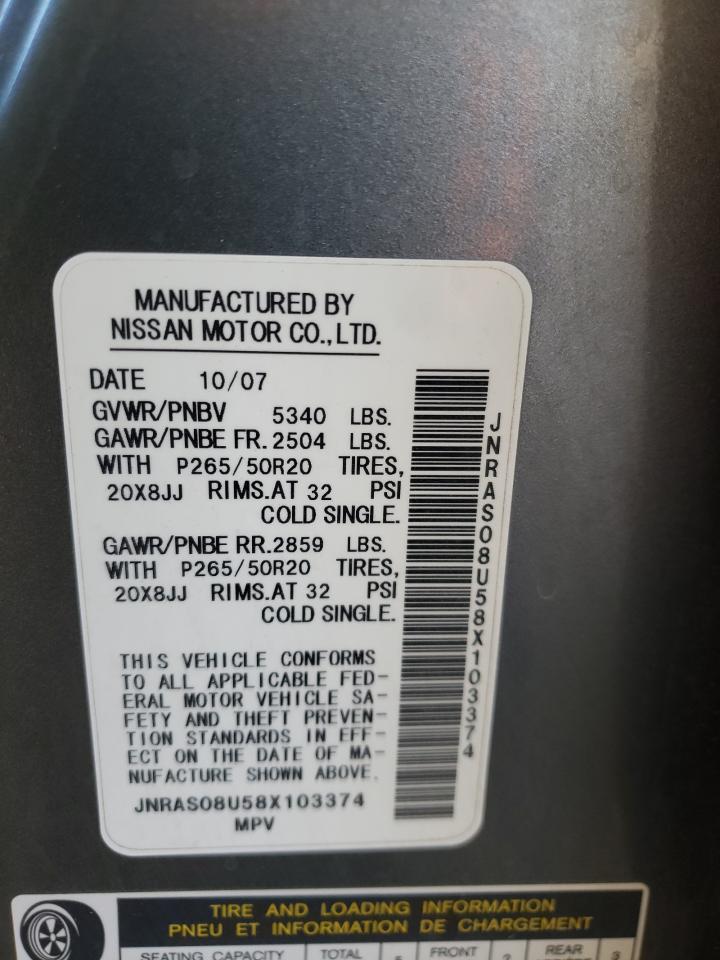 MANUFACTURED BY
NISSAN MOTOR CO.,LTD.
DATE 10/07
GVWR/PNBV 5340 LBS.
GAWR/PNBE FR. 2504 LBS.
WITH P265/50R20 TIRES,
20X8JJ RIMS.AT 32 PSI
COLD SINGLE.
GAWR/PNBE RR. 2859 LBS.
WITH P265/50R20 TIRES,
20X8JJ RIMS.AT 32 PSI
COLD SINGLE.
THIS VEHICLE CONFORMS
TO ALL APPLICABLE FED-
ERAL MOTOR VEHICLE SA-
FETY AND THEFT PREVEN-
TION STANDARDS IN EFF-
ECT ON THE DATE OF MA-
NUFACTURE SHOWN ABOVE.
JNRAS08U58X103374
MPV
JNRAS08U58X103374
TIRE AND LOADING INFORMATION
PNEU ET INFORMATION DE CHARGEMENT
SEATING CAPACITY TOTAL 5 FRONT 2 REAR 3